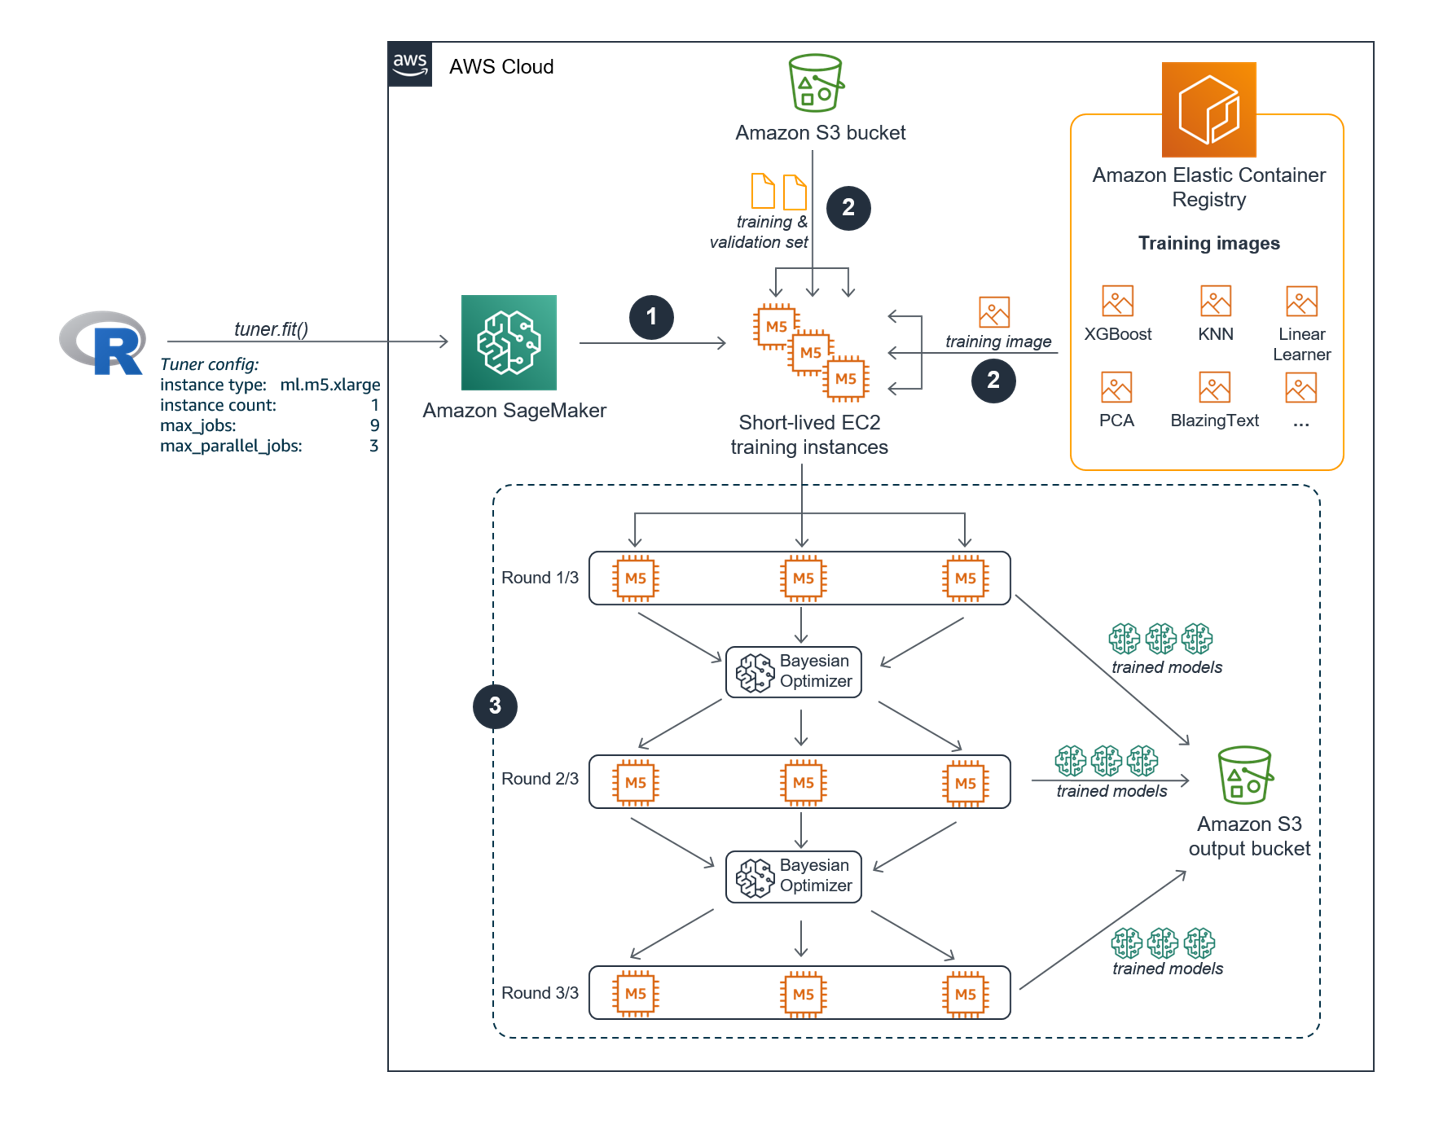 aws
AWS Cloud
Amazon S3 bucket
Amazon Elastic Container
Registry
Training images
XGBoost
KNN
Linear
Learner
PCA
BlazingText
...
training &
validation set
2
R
tuner.fit()
Tuner config:
instance type: ml.m5.xlarge
instance count: 1
max_jobs: 9
max_parallel_jobs: 3
Amazon SageMaker
1
M5
M5
M5
training image
2
Short-lived EC2
training instances
3
Round 1/3
M5
M5
M5
Bayesian
Optimizer
trained models
Round 2/3
M5
M5
M5
trained models
Amazon S3
output bucket
Bayesian
Optimizer
trained models
Round 3/3
M5
M5
M5